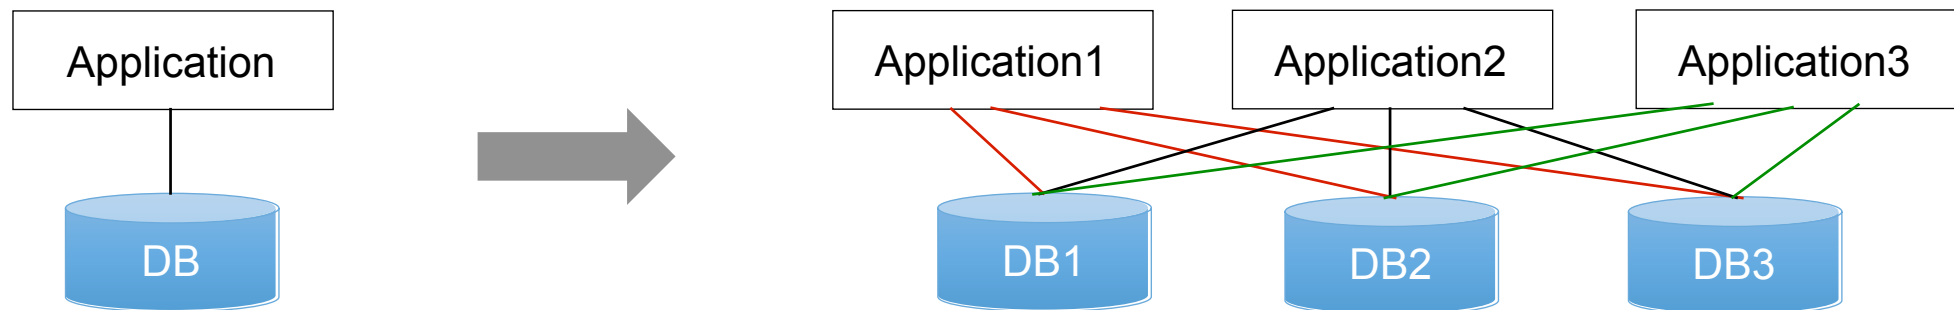 Application
DB
Application1
Application2
Application3
DB1
DB2
DB3